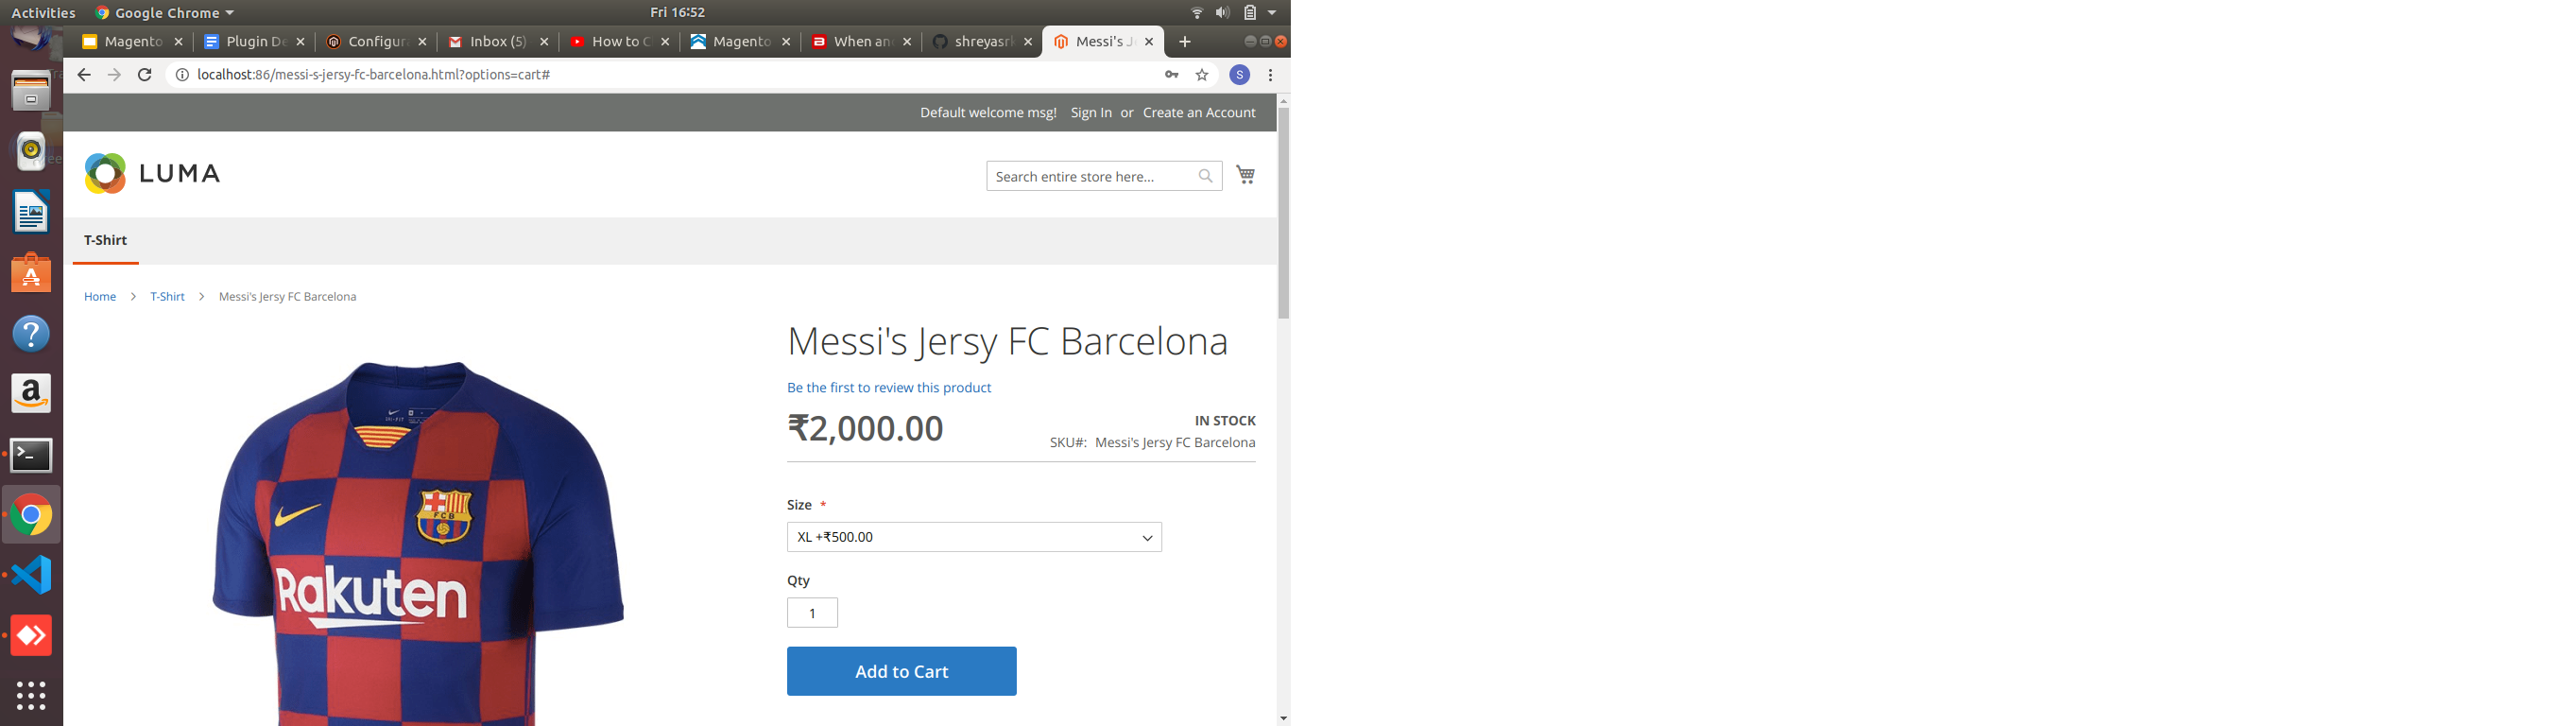 Activities Google Chrome Fri 16:52
Magento Plugin De Configura Inbox (5) How to C Magento When an shreyasrk Messi's J
localhost:86/messi-s-jersy-fc-barcelona.html?options=cart# S
Default welcome msg! Sign In or Create an Account
LUMA
Search entire store here...
T-Shirt
Home T-Shirt Messi's Jersy FC Barcelona
Messi's Jersy FC Barcelona
Be the first to review this product
₹2,000.00
IN STOCK
SKU#: Messi's Jersy FC Barcelona
Size *
XL +₹500.00
Qty
1
Add to Cart
FCB
Rakuten